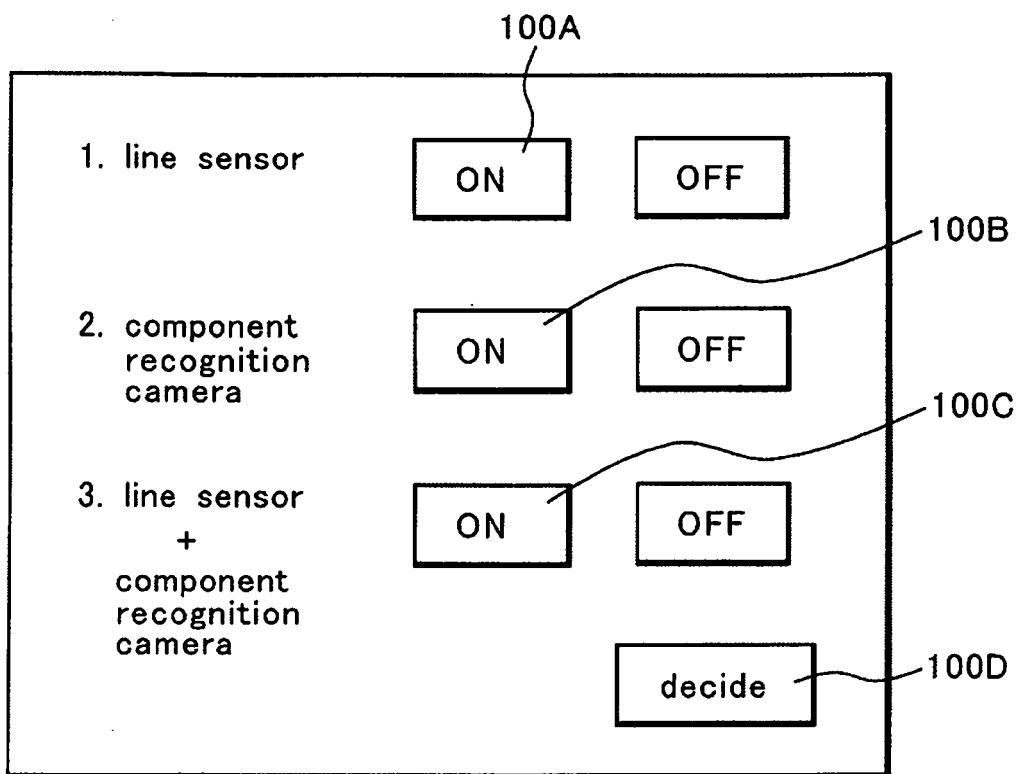 100A
1. line sensor ON OFF
100B
2. component ON OFF
recognition
camera
100C
3. line sensor ON OFF
+
component
recognition
camera
decide 100D